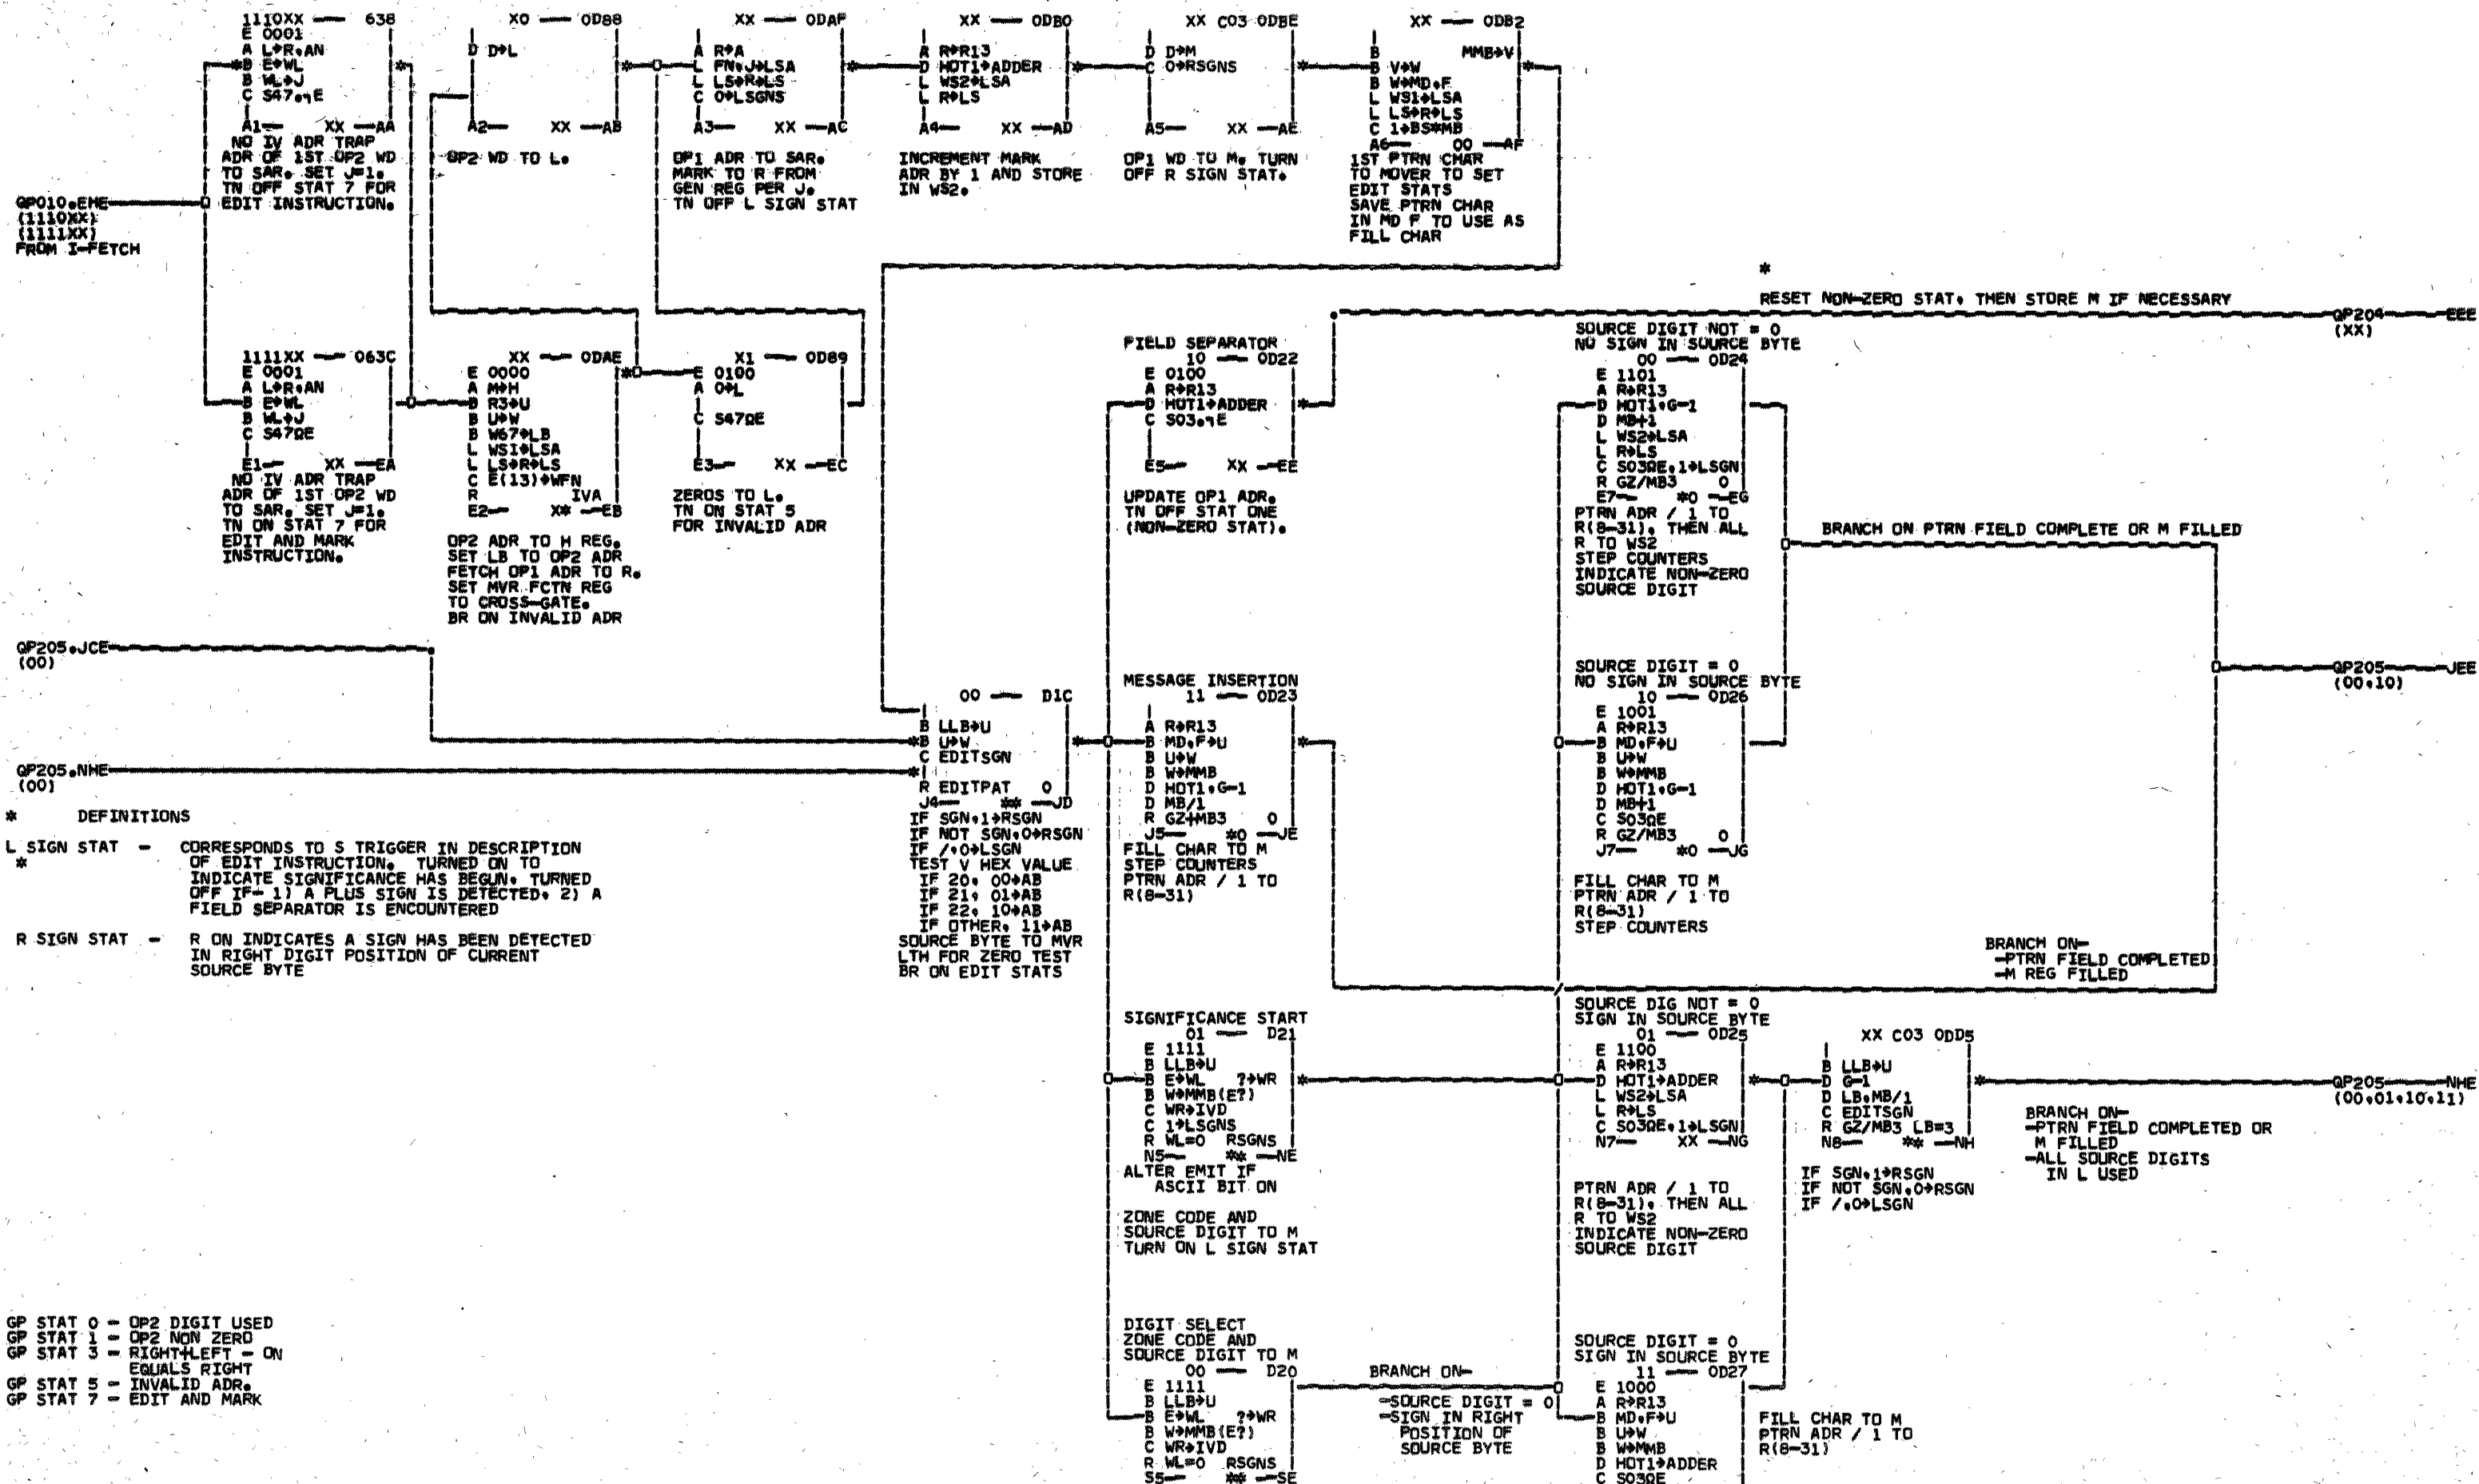 1110XX — 638
E 0001
A L→R,AN
B E→WL
B WL→J
C S47,¬E
A1— XX —AA
NO IV ADR TRAP
ADR OF 1ST OP2 WD
TO SAR. SET J=1.
TN OFF STAT 7 FOR
EDIT INSTRUCTION.
X0 — 0D88
D D→L
A2— XX —AB
OP2 WD TO L.
XX — 0DAF
A R→A
L FN,J→LSA
L LS→R→LS
C 0→LSGNS
A3— XX —AC
OP1 ADR TO SAR.
MARK TO R FROM
GEN REG PER J.
TN OFF L SIGN STAT
XX — 0DB0
A R→R13
D HOT1→ADDER
L WS2→LSA
L R→LS
A4— XX —AD
INCREMENT MARK
ADR BY 1 AND STORE
IN WS2.
XX C03 0DBE
D D→M
C 0→RSGNS
A5— XX —AE
OP1 WD TO M. TURN
OFF R SIGN STAT.
XX — 0DB2
B MMB→V
B V→W
B W→MD,F
L WS1→LSA
L LS→R→LS
C 1→BS*MB
A6— 00 —AF
1ST PTRN CHAR
TO MOVER TO SET
EDIT STATS
SAVE PTRN CHAR
IN MD F TO USE AS
FILL CHAR
QP010.EME
(1110XX)
(1111XX)
FROM I-FETCH
*
RESET NON-ZERO STAT, THEN STORE M IF NECESSARY
QP204 — EEE
(XX)
1111XX — 063C
E 0001
A L→R,AN
B E→WL
B WL→J
C S47ΩE
E1— XX —EA
NO IV ADR TRAP
ADR OF 1ST OP2 WD
TO SAR. SET J=1.
TN ON STAT 7 FOR
EDIT AND MARK
INSTRUCTION.
XX — 0DAE
E 0000
A M→H
B R3→U
B U→W
B W67→LB
L WS1→LSA
L LS→R→LS
C E(13)→WFN
R IVA
E2— X* —EB
OP2 ADR TO H REG.
SET LB TO OP2 ADR
FETCH OP1 ADR TO R.
SET MVR FCTN REG
TO CROSS-GATE.
BR ON INVALID ADR
X1 — 0D89
E 0100
A 0→L
C S47ΩE
E3— XX —EC
ZEROS TO L.
TN ON STAT 5
FOR INVALID ADR
FIELD SEPARATOR
10 — 0D22
E 0100
A R→R13
D HOT1→ADDER
C S03,¬E
E5— XX —EE
UPDATE OP1 ADR.
TN OFF STAT ONE
(NON-ZERO STAT).
SOURCE DIGIT NOT = 0
NO SIGN IN SOURCE BYTE
00 — 0D24
E 1101
A R→R13
D HOT1,G-1
D MB+1
L WS2→LSA
L R→LS
C S03ΩE,1→LSGN
R GZ/MB3 0
E7— *0 —EG
PTRN ADR / 1 TO
R(8-31), THEN ALL
R TO WS2
STEP COUNTERS
INDICATE NON-ZERO
SOURCE DIGIT
BRANCH ON PTRN FIELD COMPLETE OR M FILLED
QP205.JCE
(00)
QP205 — JEE
(00,10)
QP205.NHE
(00)
00 — D1C
B LLB→U
B U→W
C EDITSGN
R EDITPAT 0
J4— ** —JD
IF SGN,1→RSGN
IF NOT SGN,0→RSGN
IF /,0→LSGN
TEST V HEX VALUE
IF 20, 00→AB
IF 21, 01→AB
IF 22, 10→AB
IF OTHER, 11→AB
SOURCE BYTE TO MVR
LTH FOR ZERO TEST
BR ON EDIT STATS
MESSAGE INSERTION
11 — 0D23
A R→R13
B MD,F→U
B U→W
B W→MMB
D HOT1,G-1
D MB/1
R GZ+MB3 0
J5— *0 —JE
FILL CHAR TO M
STEP COUNTERS
PTRN ADR / 1 TO
R(8-31)
SOURCE DIGIT = 0
NO SIGN IN SOURCE BYTE
10 — 0D26
E 1001
A R→R13
B MD,F→U
B U→W
B W→MMB
D HOT1,G-1
D MB+1
C S03ΩE
R GZ/MB3 0
J7— *0 —JG
FILL CHAR TO M
PTRN ADR / 1 TO
R(8-31)
STEP COUNTERS
* DEFINITIONS
L SIGN STAT - CORRESPONDS TO S TRIGGER IN DESCRIPTION
* OF EDIT INSTRUCTION. TURNED ON TO
INDICATE SIGNIFICANCE HAS BEGUN. TURNED
OFF IF- 1) A PLUS SIGN IS DETECTED, 2) A
FIELD SEPARATOR IS ENCOUNTERED
R SIGN STAT - R ON INDICATES A SIGN HAS BEEN DETECTED
IN RIGHT DIGIT POSITION OF CURRENT
SOURCE BYTE
BRANCH ON-
-PTRN FIELD COMPLETED
-M REG FILLED
SIGNIFICANCE START
01 — D21
E 1111
B LLB→U
B E→WL ?→WR
B W→MMB(E?)
C WR→IVD
C 1→LSGNS
R WL=0 RSGNS
N5— ** —NE
ALTER EMIT IF
ASCII BIT ON
ZONE CODE AND
SOURCE DIGIT TO M
TURN ON L SIGN STAT
SOURCE DIG NOT = 0
SIGN IN SOURCE BYTE
01 — 0D25
E 1100
A R→R13
D HOT1→ADDER
L WS2→LSA
L R→LS
C S03ΩE,1→LSGN
N7— XX —NG
PTRN ADR / 1 TO
R(8-31), THEN ALL
R TO WS2
INDICATE NON-ZERO
SOURCE DIGIT
XX C03 0DD5
B LLB→U
D G-1
D LB,MB/1
C EDITSGN
R GZ/MB3 LB=3
N8— ** —NH
IF SGN,1→RSGN
IF NOT SGN,0→RSGN
IF /,0→LSGN
QP205 — NHE
(00,01,10,11)
BRANCH ON-
-PTRN FIELD COMPLETED OR
M FILLED
-ALL SOURCE DIGITS
IN L USED
GP STAT 0 - OP2 DIGIT USED
GP STAT 1 - OP2 NON ZERO
GP STAT 3 - RIGHT+LEFT - ON
EQUALS RIGHT
GP STAT 5 - INVALID ADR.
GP STAT 7 - EDIT AND MARK
DIGIT SELECT
ZONE CODE AND
SOURCE DIGIT TO M
00 — D20
E 1111
B LLB→U
B E→WL ?→WR
B W→MMB(E?)
C WR→IVD
R WL=0 RSGNS
S5— ** —SE
BRANCH ON-
-SOURCE DIGIT = 0
-SIGN IN RIGHT
POSITION OF
SOURCE BYTE
SOURCE DIGIT = 0
SIGN IN SOURCE BYTE
11 — 0D27
E 1000
A R→R13
B MD,F→U
B U→W
B W→MMB
D HOT1→ADDER
C S03ΩE
FILL CHAR TO M
PTRN ADR / 1 TO
R(8-31)